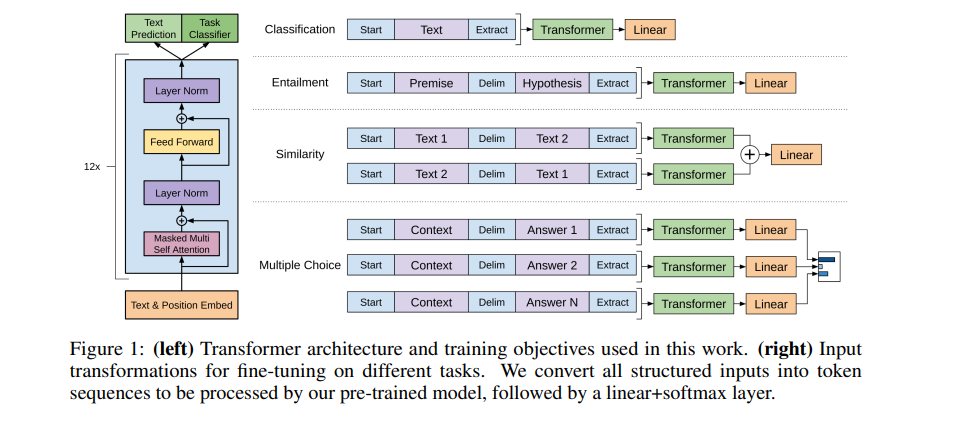 Text Prediction
Task Classifier
12x
Layer Norm
Feed Forward
Layer Norm
Masked Multi Self Attention
Text & Position Embed
Classification Start Text Extract Transformer Linear
Entailment Start Premise Delim Hypothesis Extract Transformer Linear
Similarity
Start Text 1 Delim Text 2 Extract Transformer
Start Text 2 Delim Text 1 Extract Transformer
Linear
Multiple Choice
Start Context Delim Answer 1 Extract Transformer Linear
Start Context Delim Answer 2 Extract Transformer Linear
Start Context Delim Answer N Extract Transformer Linear
Figure 1: (left) Transformer architecture and training objectives used in this work. (right) Input
transformations for fine-tuning on different tasks. We convert all structured inputs into token
sequences to be processed by our pre-trained model, followed by a linear+softmax layer.